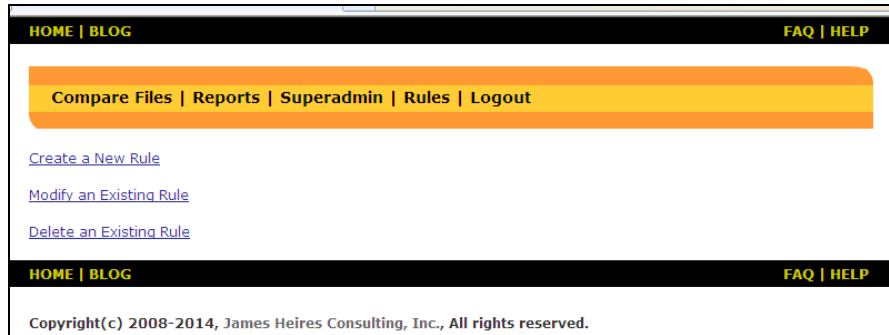 HOME | BLOG FAQ | HELP
Compare Files | Reports | Superadmin | Rules | Logout
Create a New Rule
Modify an Existing Rule
Delete an Existing Rule
HOME | BLOG FAQ | HELP
Copyright(c) 2008-2014, James Heires Consulting, Inc., All rights reserved.